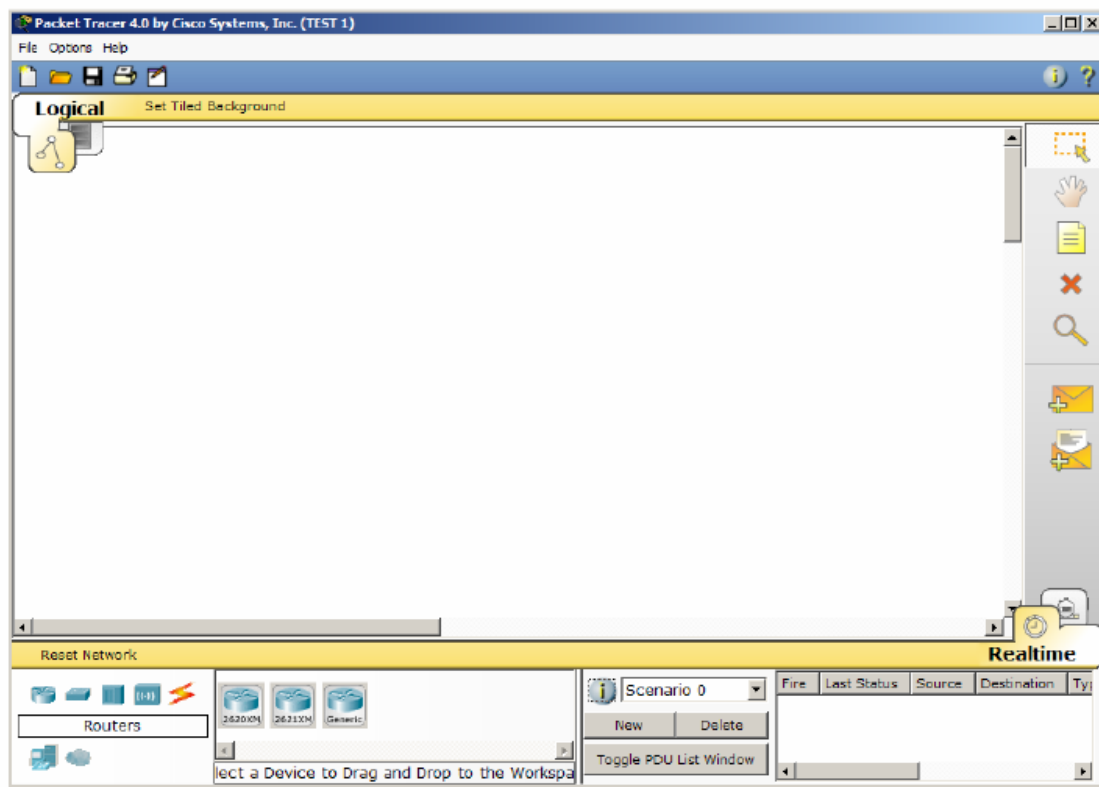 Packet Tracer 4.0 by Cisco Systems, Inc. (TEST 1)
File Options Help
Logical Set Tiled Background
Reset Network Realtime
Routers
2620XM 2621XM Generic
lect a Device to Drag and Drop to the Workspa
Scenario 0
New Delete
Toggle PDU List Window
Fire Last Status Source Destination Ty